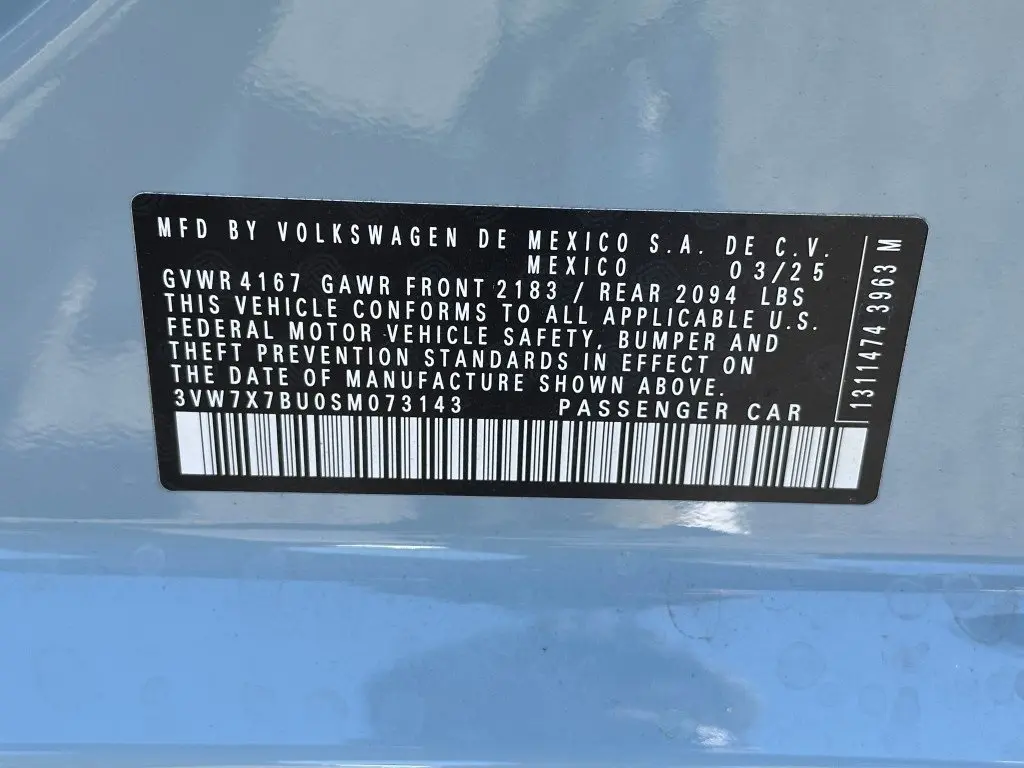 MFD BY VOLKSWAGEN DE MEXICO S.A. DE C.V.
MEXICO 03/25
GVWR 4167 GAWR FRONT 2183 / REAR 2094 LBS
THIS VEHICLE CONFORMS TO ALL APPLICABLE U.S.
FEDERAL MOTOR VEHICLE SAFETY, BUMPER AND
THEFT PREVENTION STANDARDS IN EFFECT ON
THE DATE OF MANUFACTURE SHOWN ABOVE.
3VW7X7BU0SM073143 PASSENGER CAR
1311474 3963 M